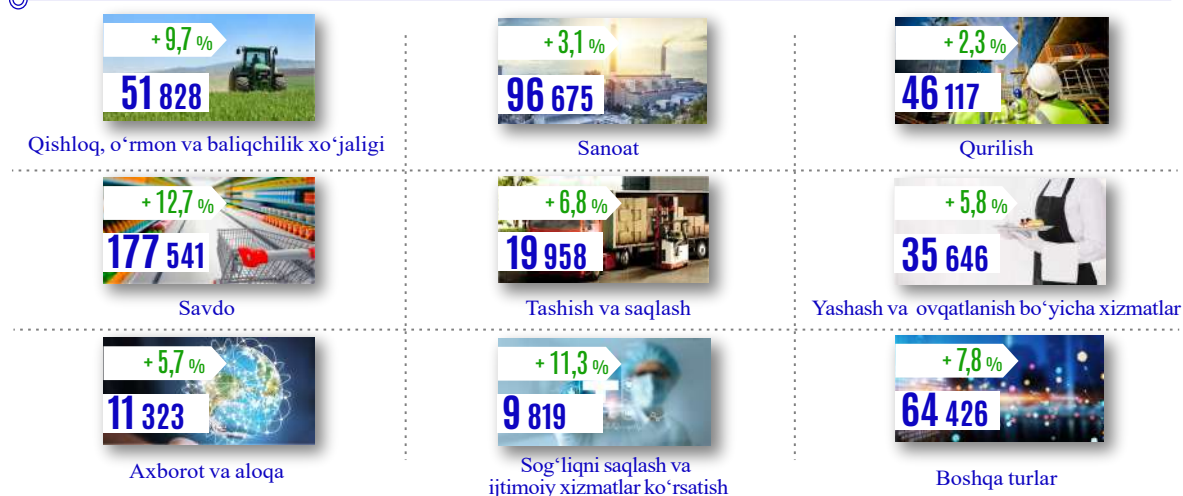 + 9,7 %
51 828
Qishloq, o‘rmon va baliqchilik xo‘jaligi
+ 3,1 %
96 675
Sanoat
+ 2,3 %
46 117
Qurilish
+ 12,7 %
177 541
Savdo
+ 6,8 %
19 958
Tashish va saqlash
+ 5,8 %
35 646
Yashash va ovqatlanish bo‘yicha xizmatlar
+ 5,7 %
11 323
Axborot va aloqa
+ 11,3 %
9 819
Sog‘liqni saqlash va
ijtimoiy xizmatlar ko‘rsatish
+ 7,8 %
64 426
Boshqa turlar